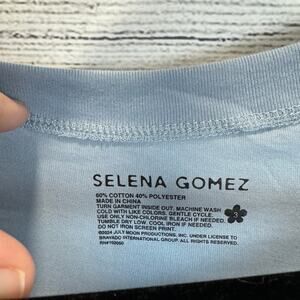 SELENA GOMEZ
60% COTTON 40% POLYESTER
MADE IN CHINA
TURN GARMENT INSIDE OUT. MACHINE WASH
COLD WITH LIKE COLORS. GENTLE CYCLE.
USE ONLY NON-CHLORINE BLEACH IF NEEDED.
TUMBLE DRY LOW. COOL IRON IF NEEDED.
DO NOT IRON SCREEN PRINT.
©2024 JULY MOON PRODUCTIONS, INC. UNDER LICENSE TO
BRAVADO INTERNATIONAL GROUP. ALL RIGHTS RESERVED.